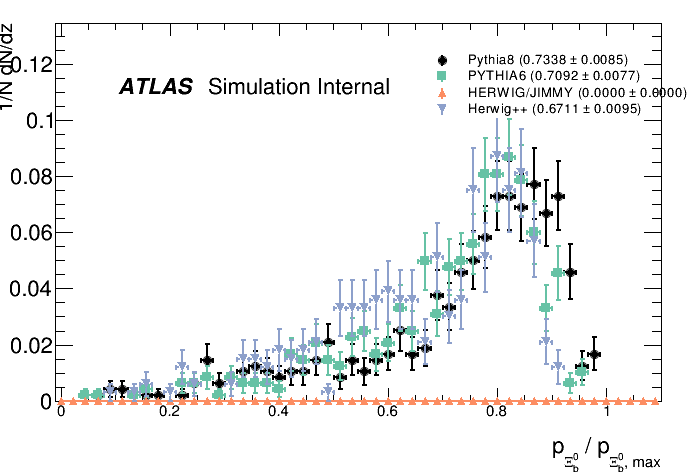 1/N dN/dz
0.12
0.1
0.08
0.06
0.04
0.02
0
ATLAS Simulation Internal
Pythia8 (0.7338 ± 0.0085)
PYTHIA6 (0.7092 ± 0.0077)
HERWIG/JIMMY (0.0000 ± 0.0000)
Herwig++ (0.6711 ± 0.0095)
0 0.2 0.4 0.6 0.8 1
p_{Ξ_b^0} / p_{Ξ_b^0, max}